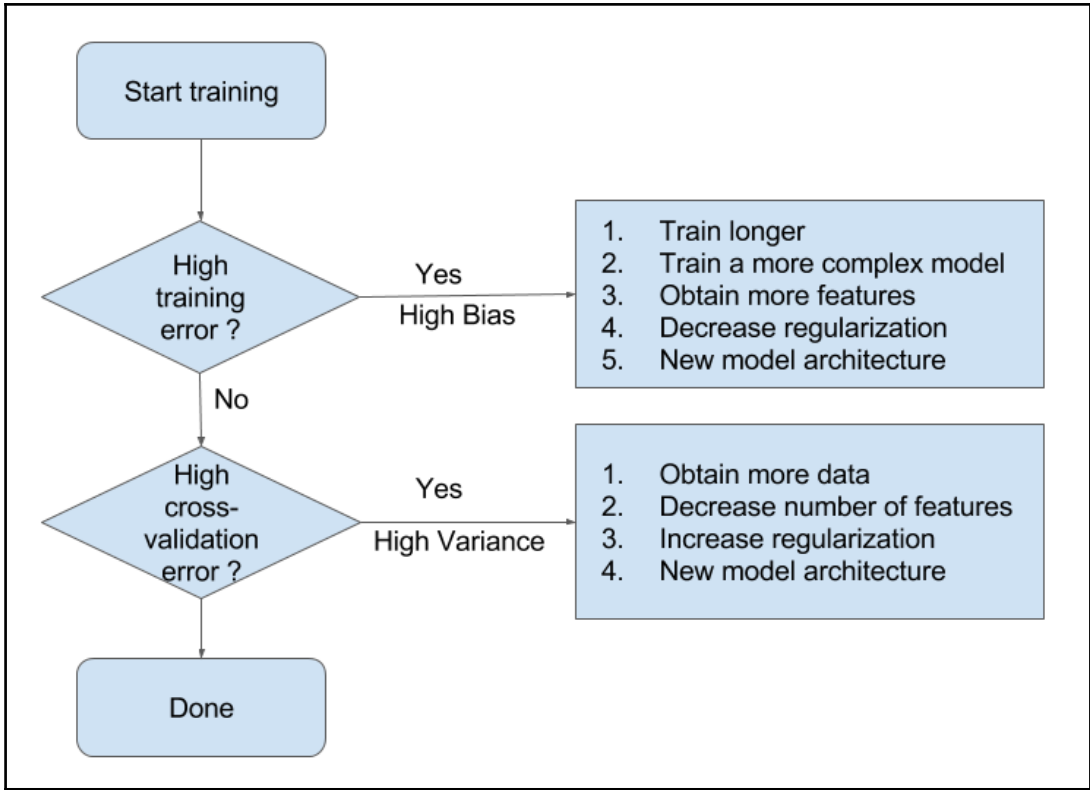 Start training
High
training
error ?
Yes
High Bias
1. Train longer
2. Train a more complex model
3. Obtain more features
4. Decrease regularization
5. New model architecture
No
High
cross-
validation
error ?
Yes
High Variance
1. Obtain more data
2. Decrease number of features
3. Increase regularization
4. New model architecture
Done